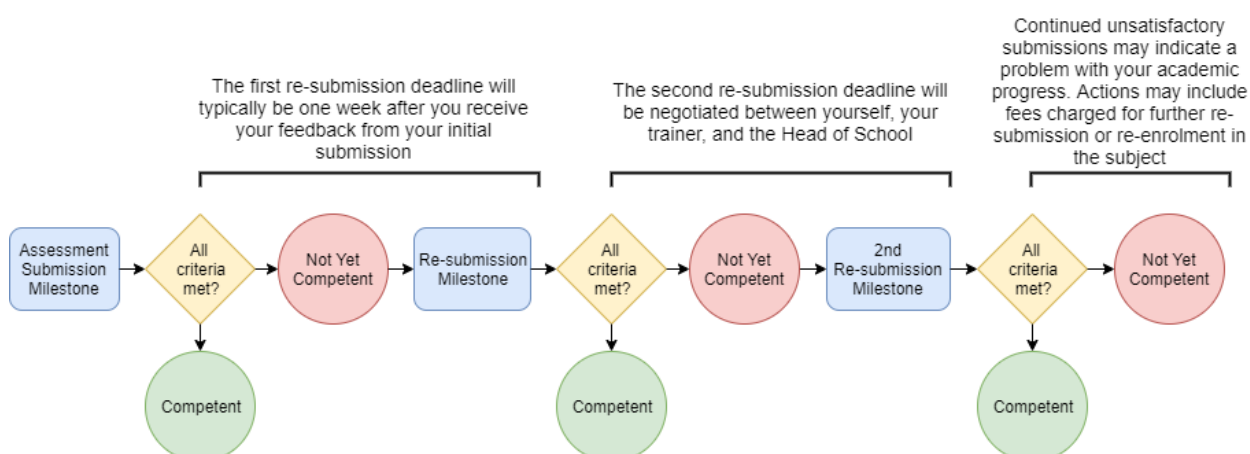 The first re-submission deadline will
typically be one week after you receive
your feedback from your initial
submission
The second re-submission deadline will
be negotiated between yourself, your
trainer, and the Head of School
Continued unsatisfactory
submissions may indicate a
problem with your academic
progress. Actions may include
fees charged for further re-
submission or re-enrolment in
the subject
Assessment
Submission
Milestone
All
criteria
met?
Not Yet
Competent
Re-submission
Milestone
All
criteria
met?
Not Yet
Competent
2nd
Re-submission
Milestone
All
criteria
met?
Not Yet
Competent
Competent
Competent
Competent